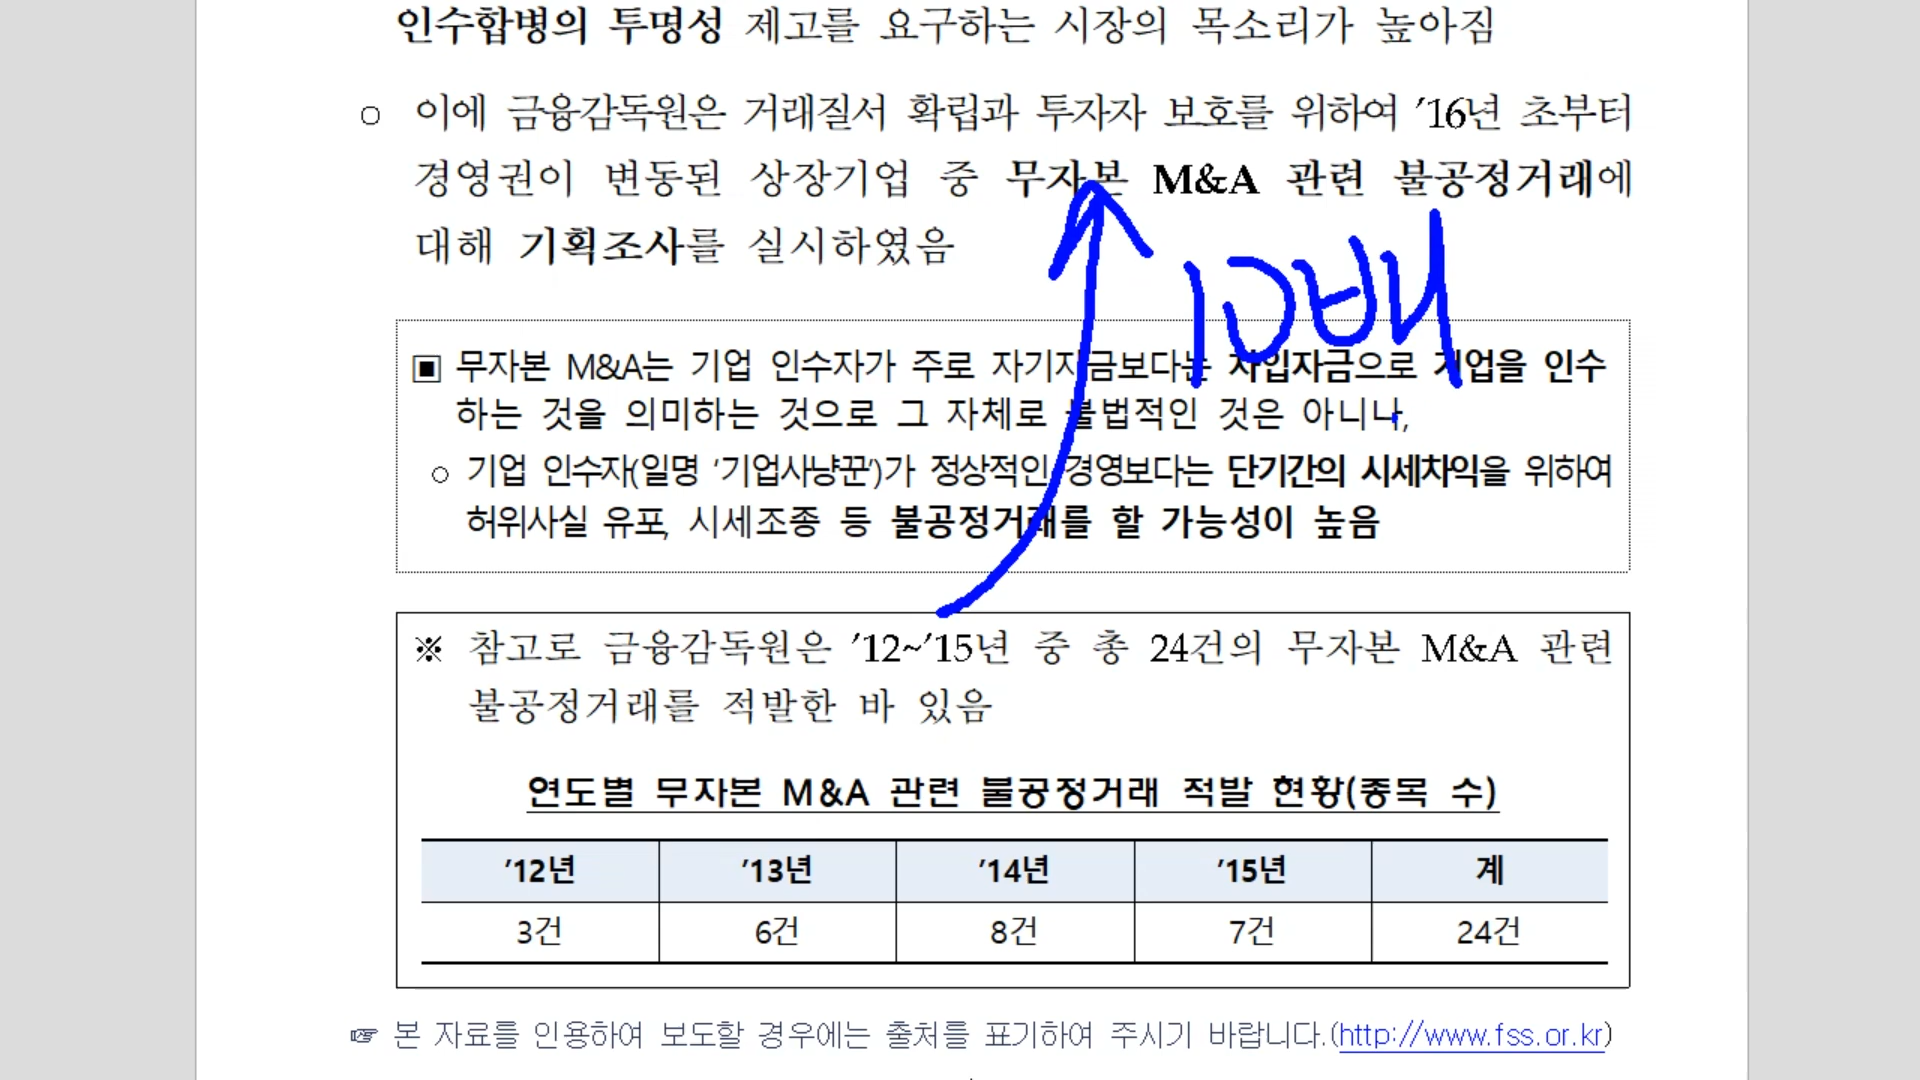 인수합병의 투명성 제고를 요구하는 시장의 목소리가 높아짐
○ 이에 금융감독원은 거래질서 확립과 투자자 보호를 위하여 ’16년 초부터
경영권이 변동된 상장기업 중 무자본 M&A 관련 불공정거래에
대해 기획조사를 실시하였음
10배
▣ 무자본 M&A는 기업 인수자가 주로 자기자금보다는 차입자금으로 기업을 인수
하는 것을 의미하는 것으로 그 자체로 불법적인 것은 아니나,
○ 기업 인수자(일명 ‘기업사냥꾼’)가 정상적인 경영보다는 단기간의 시세차익을 위하여
허위사실 유포, 시세조종 등 불공정거래를 할 가능성이 높음
※ 참고로 금융감독원은 ’12~’15년 중 총 24건의 무자본 M&A 관련
불공정거래를 적발한 바 있음
연도별 무자본 M&A 관련 불공정거래 적발 현황(종목 수)
’12년 ’13년 ’14년 ’15년 계
3건 6건 8건 7건 24건
☞ 본 자료를 인용하여 보도할 경우에는 출처를 표기하여 주시기 바랍니다.(http://www.fss.or.kr)